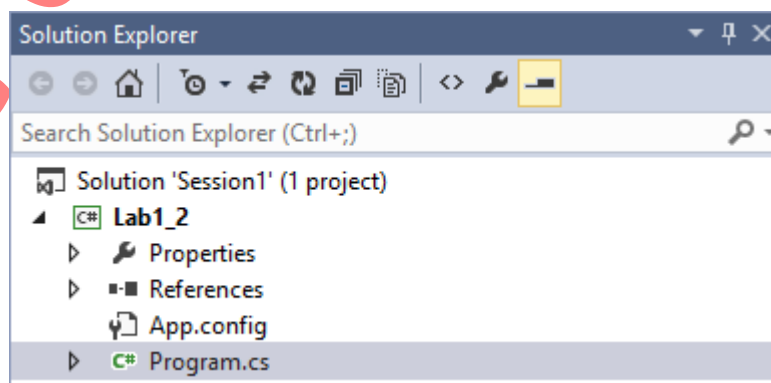 Solution Explorer
Search Solution Explorer (Ctrl+;)
Solution 'Session1' (1 project)
C# Lab1_2
Properties
References
App.config
C# Program.cs